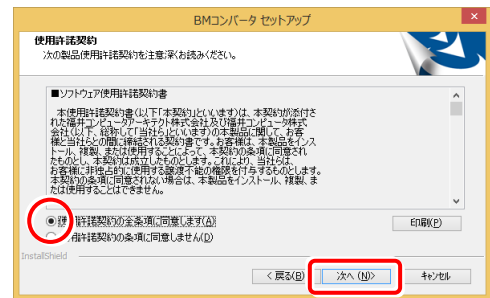 BMコンバータ セットアップ
使用許諾契約
次の製品使用許諾契約を注意深くお読みください。
■ソフトウェア使用許諾契約書
本使用許諾契約書(以下「本契約」といいます)は、本契約が添付さ
れた福井コンピュータアーキテクト株式会社及び福井コンピュータ株式
会社(以下、総称して「当社ら」といいます)の本製品に関して、お客
様と当社らとの間に締結される契約書です。お客様は、本製品をインス
トール、複製、または使用することによって、本契約の条項に同意され
たものとし、本契約は成立したものとします。これにより、当社らは、
お客様に非独占的に使用する譲渡不能の権限を付与するものとします。
本契約の条項に同意されない場合は、本製品をインストール、複製、ま
たは使用することはできません。
使用許諾契約の全条項に同意します(A)
用許諾契約の条項に同意しません(D)
印刷(P)
InstallShield
< 戻る(B)
次へ (N)>
キャンセル